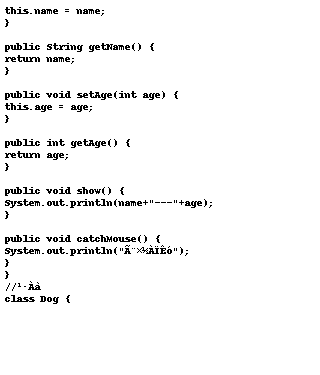 this.name = name;
}
public String getName() {
return name;
}
public void setAge(int age) {
this.age = age;
}
public int getAge() {
return age;
}
public void show() {
System.out.println(name+"---"+age);
}
public void catchMouse() {
System.out.println("Ã¨×½ÀÏÊó");
}
}
//¹·Àà
class Dog {